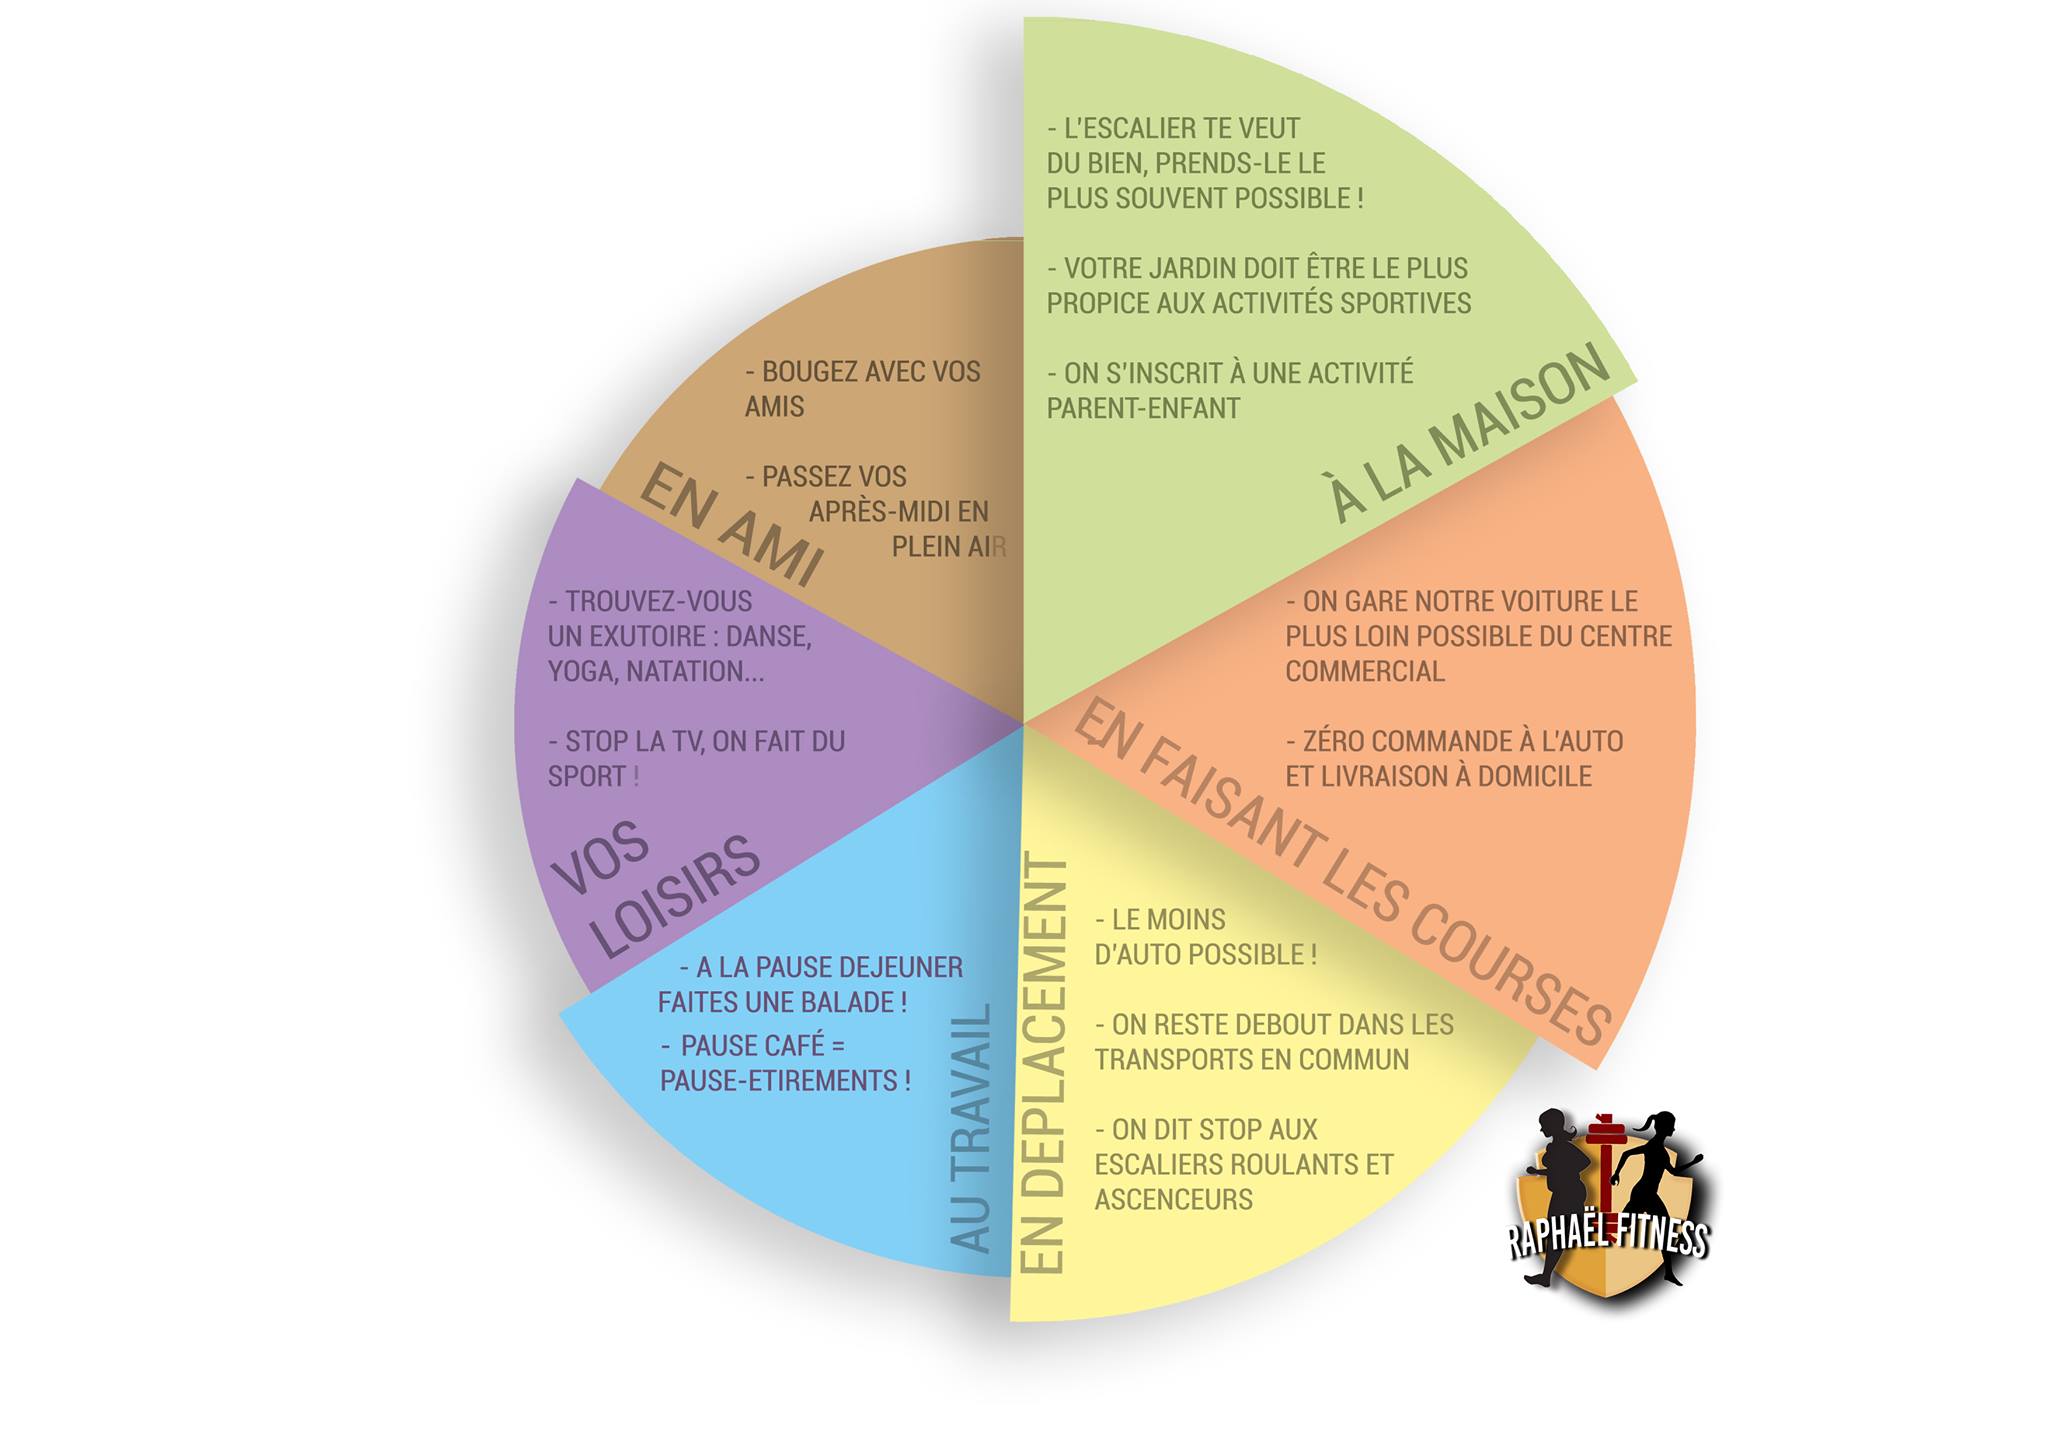 - L'ESCALIER TE VEUT
DU BIEN, PRENDS-LE LE
PLUS SOUVENT POSSIBLE !
- VOTRE JARDIN DOIT ÊTRE LE PLUS
PROPICE AUX ACTIVITÉS SPORTIVES
- ON S'INSCRIT À UNE ACTIVITÉ
PARENT-ENFANT
À LA MAISON
- ON GARE NOTRE VOITURE LE
PLUS LOIN POSSIBLE DU CENTRE
COMMERCIAL
- ZÉRO COMMANDE À L'AUTO
ET LIVRAISON À DOMICILE
EN FAISANT LES COURSES
- LE MOINS
D'AUTO POSSIBLE !
- ON RESTE DEBOUT DANS LES
TRANSPORTS EN COMMUN
- ON DIT STOP AUX
ESCALIERS ROULANTS ET
ASCENCEURS
EN DEPLACEMENT
- A LA PAUSE DEJEUNER
FAITES UNE BALADE !
- PAUSE CAFÉ =
PAUSE-ETIREMENTS !
AU TRAVAIL
- TROUVEZ-VOUS
UN EXUTOIRE : DANSE,
YOGA, NATATION...
- STOP LA TV, ON FAIT DU
SPORT !
VOS
LOISIRS
- BOUGEZ AVEC VOS
AMIS
- PASSEZ VOS
APRÈS-MIDI EN
PLEIN AIR
EN AMI
RAPHAËL FITNESS